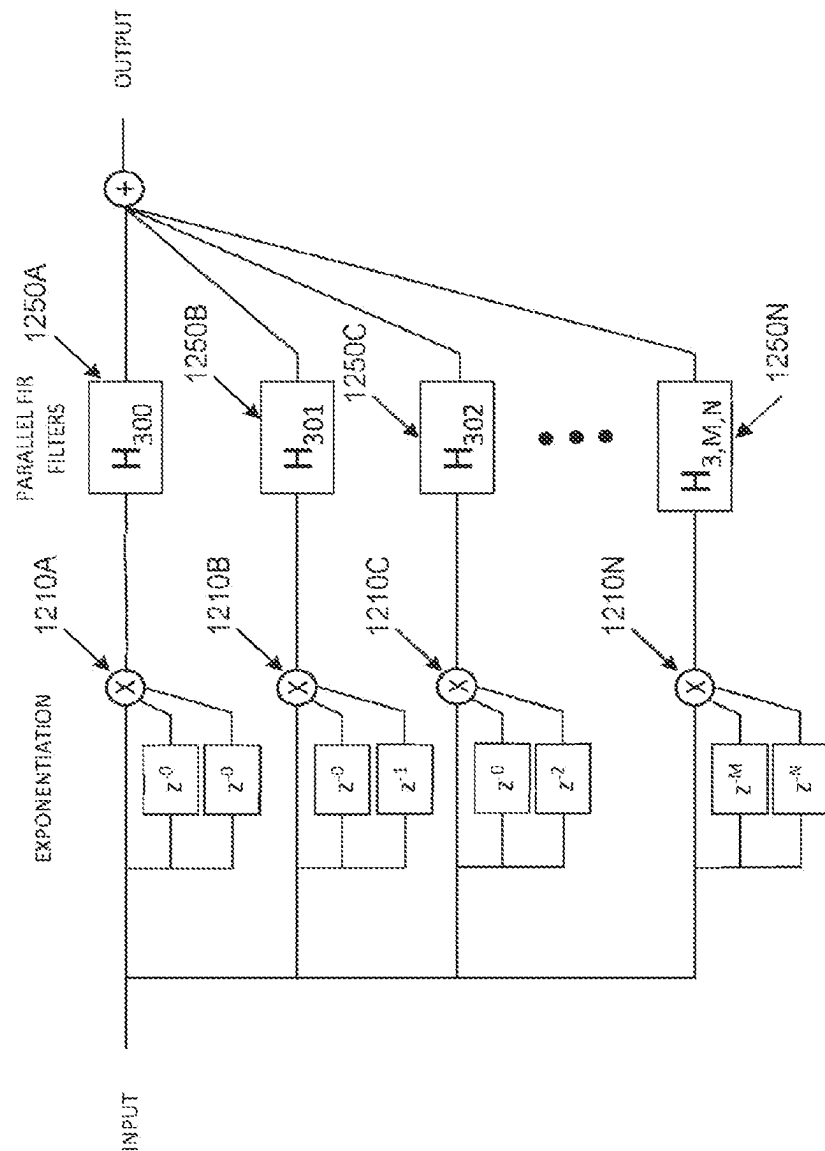 INPUT
EXPONENTIATION
PARALLEL FIR
FILTERS
OUTPUT
1210A
1250A
X
H300
+
z-0
z-0
1210B
1250B
X
H301
z-0
z-1
1210C
1250C
X
H302
z-0
z-2
1210N
1250N
X
H3,M,N
z-M
z-N